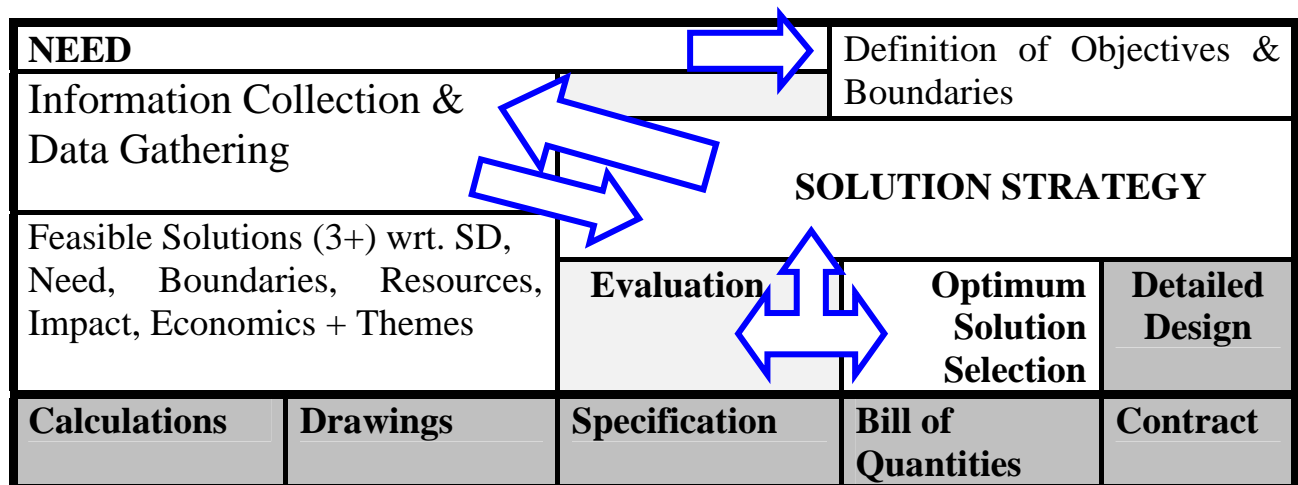 NEED
Definition of Objectives &
Boundaries
Information Collection &
Data Gathering
SOLUTION STRATEGY
Feasible Solutions (3+) wrt. SD,
Need, Boundaries, Resources,
Impact, Economics + Themes
Evaluation
Optimum
Solution
Selection
Detailed
Design
Calculations
Drawings
Specification
Bill of
Quantities
Contract